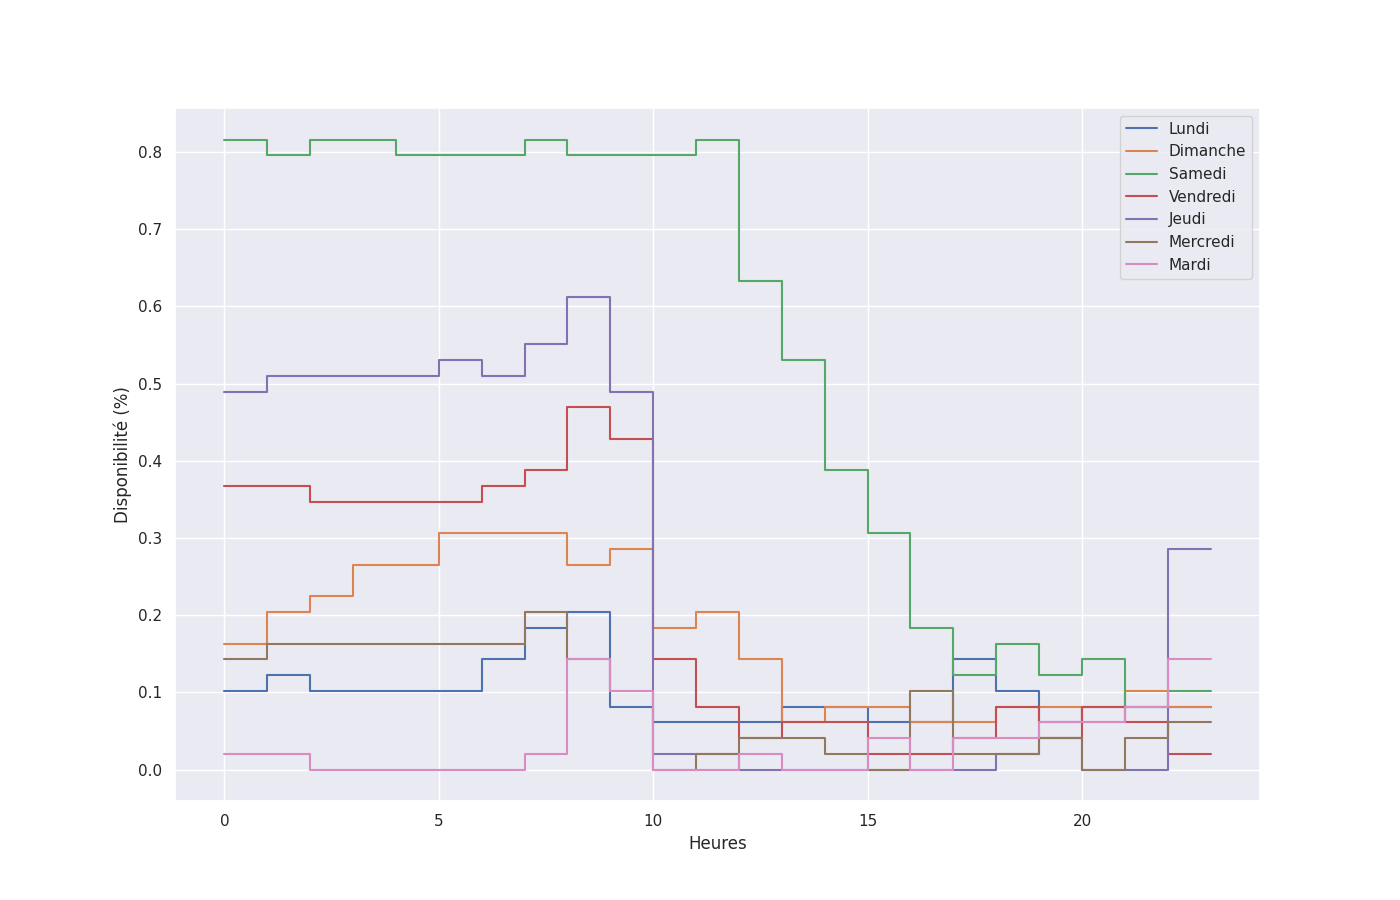 Lundi
Dimanche
Samedi
Vendredi
Jeudi
Mercredi
Mardi
0.8
0.7
0.6
0.5
0.4
0.3
0.2
0.1
0.0
Disponibilité (%)
0 5 10 15 20
Heures